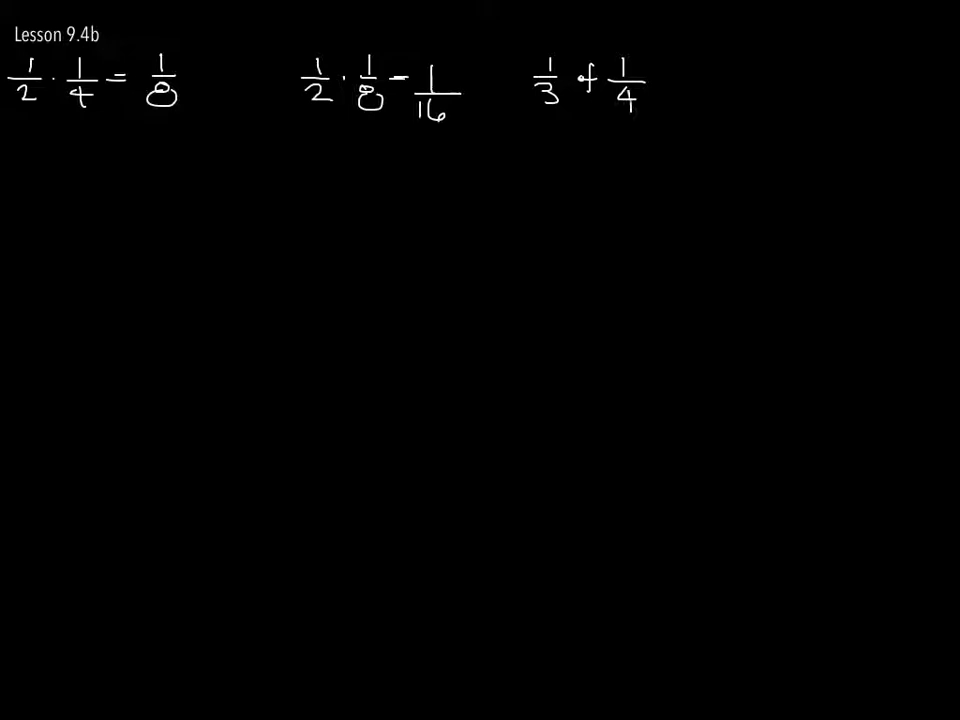 Lesson 9.4b
1/2 · 1/4 = 1/8 1/2 · 1/8 = 1/16 1/3 of 1/4